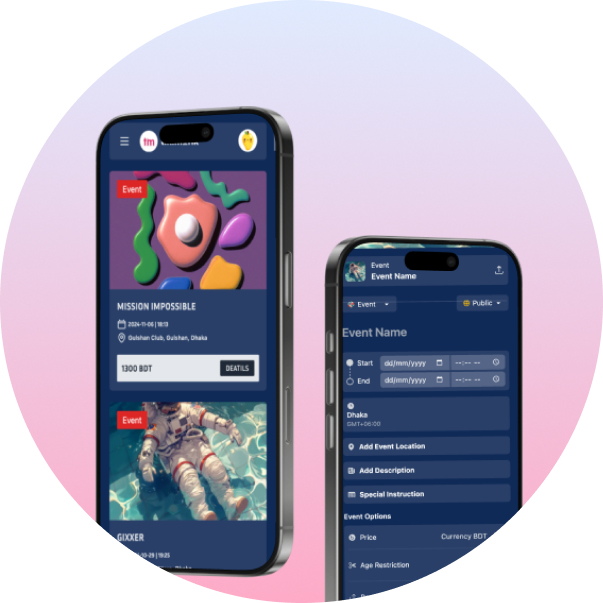 tm
Event
MISSION IMPOSSIBLE
2024-11-06 | 18:13
Gulshan Club, Gulshan, Dhaka
1300 BDT
DEATILS
Event
GIXXER
Event
Event Name
Event
Public
Event Name
Start
dd/mm/yyyy
--:-- --
End
dd/mm/yyyy
--:-- --
Dhaka
GMT+06:00
Add Event Location
Add Description
Special Instruction
Event Options
Price
Currency BDT
Age Restriction